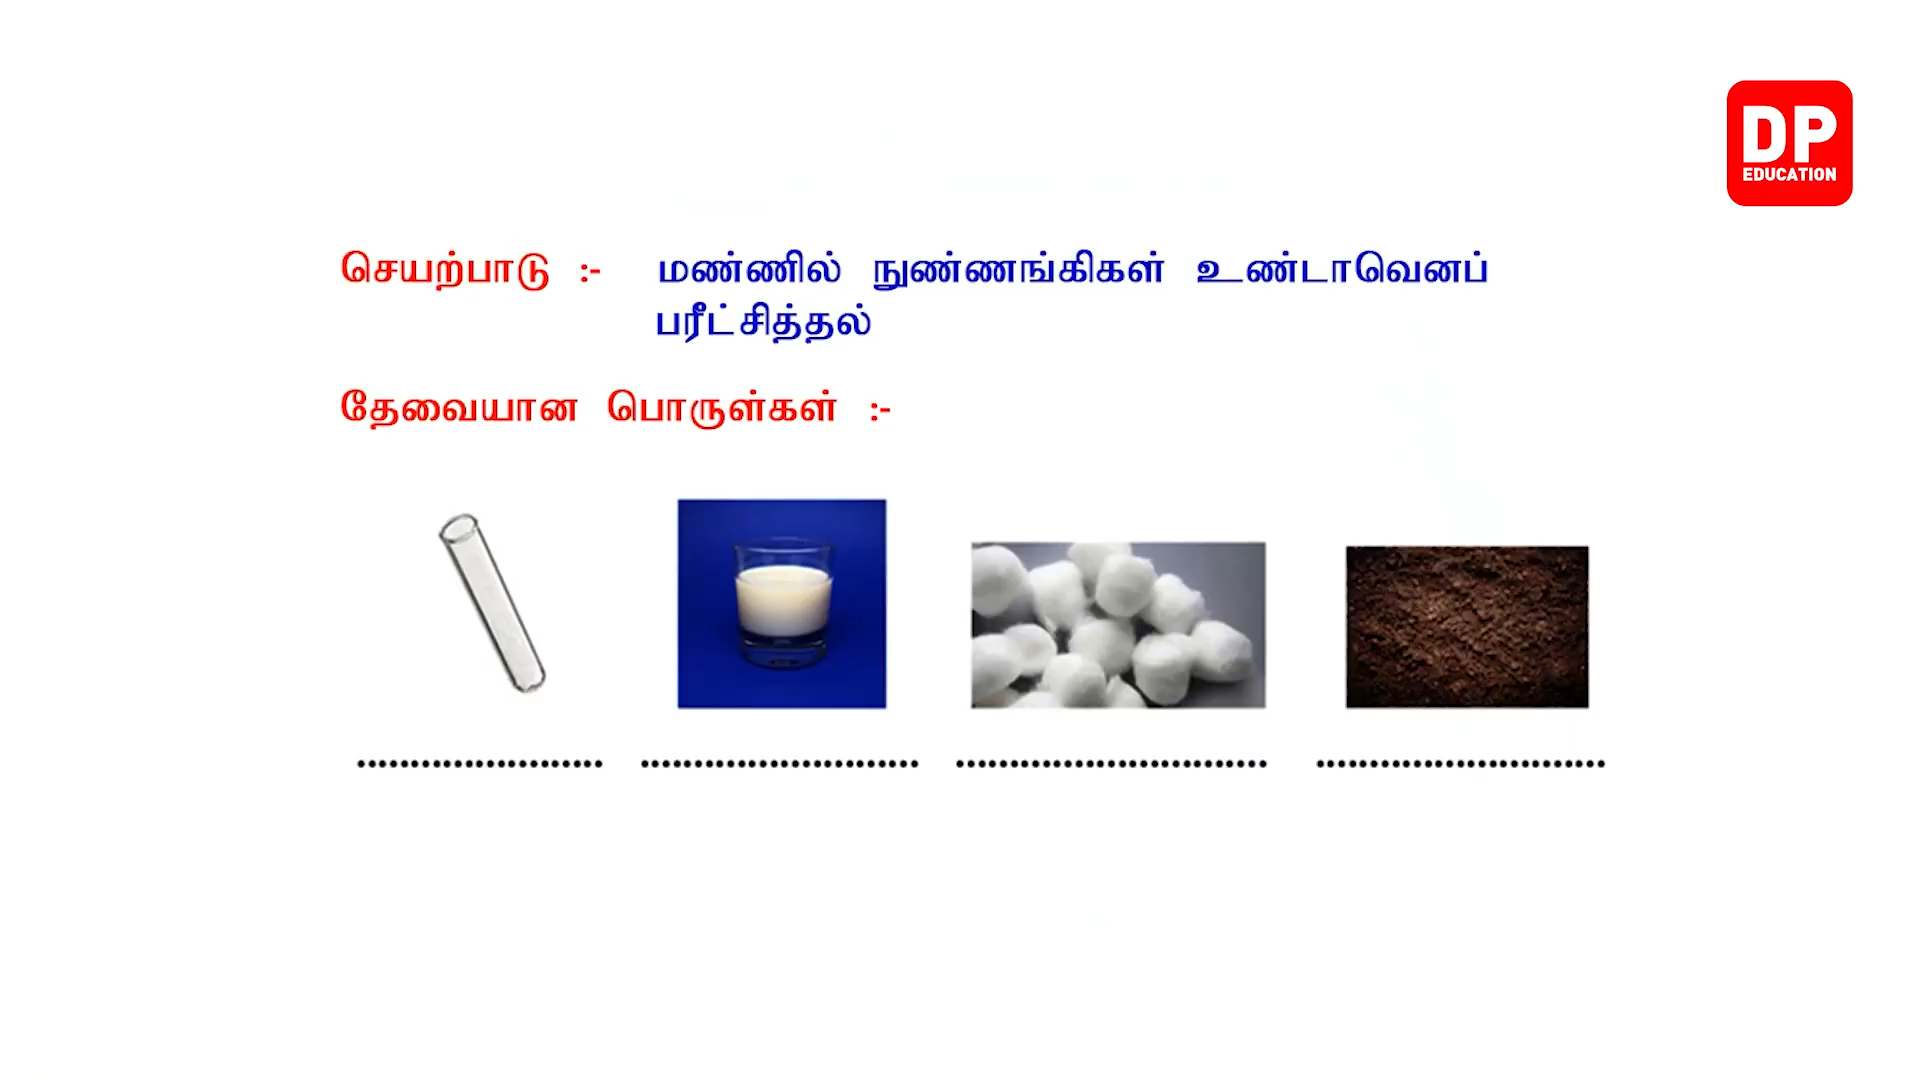 DP
EDUCATION
செயற்பாடு :- மண்ணில் நுண்ணங்கிகள் உண்டாவெனப்
பரீட்சித்தல்
தேவையான பொருள்கள் :-
....................... .......................... ............................. ...........................